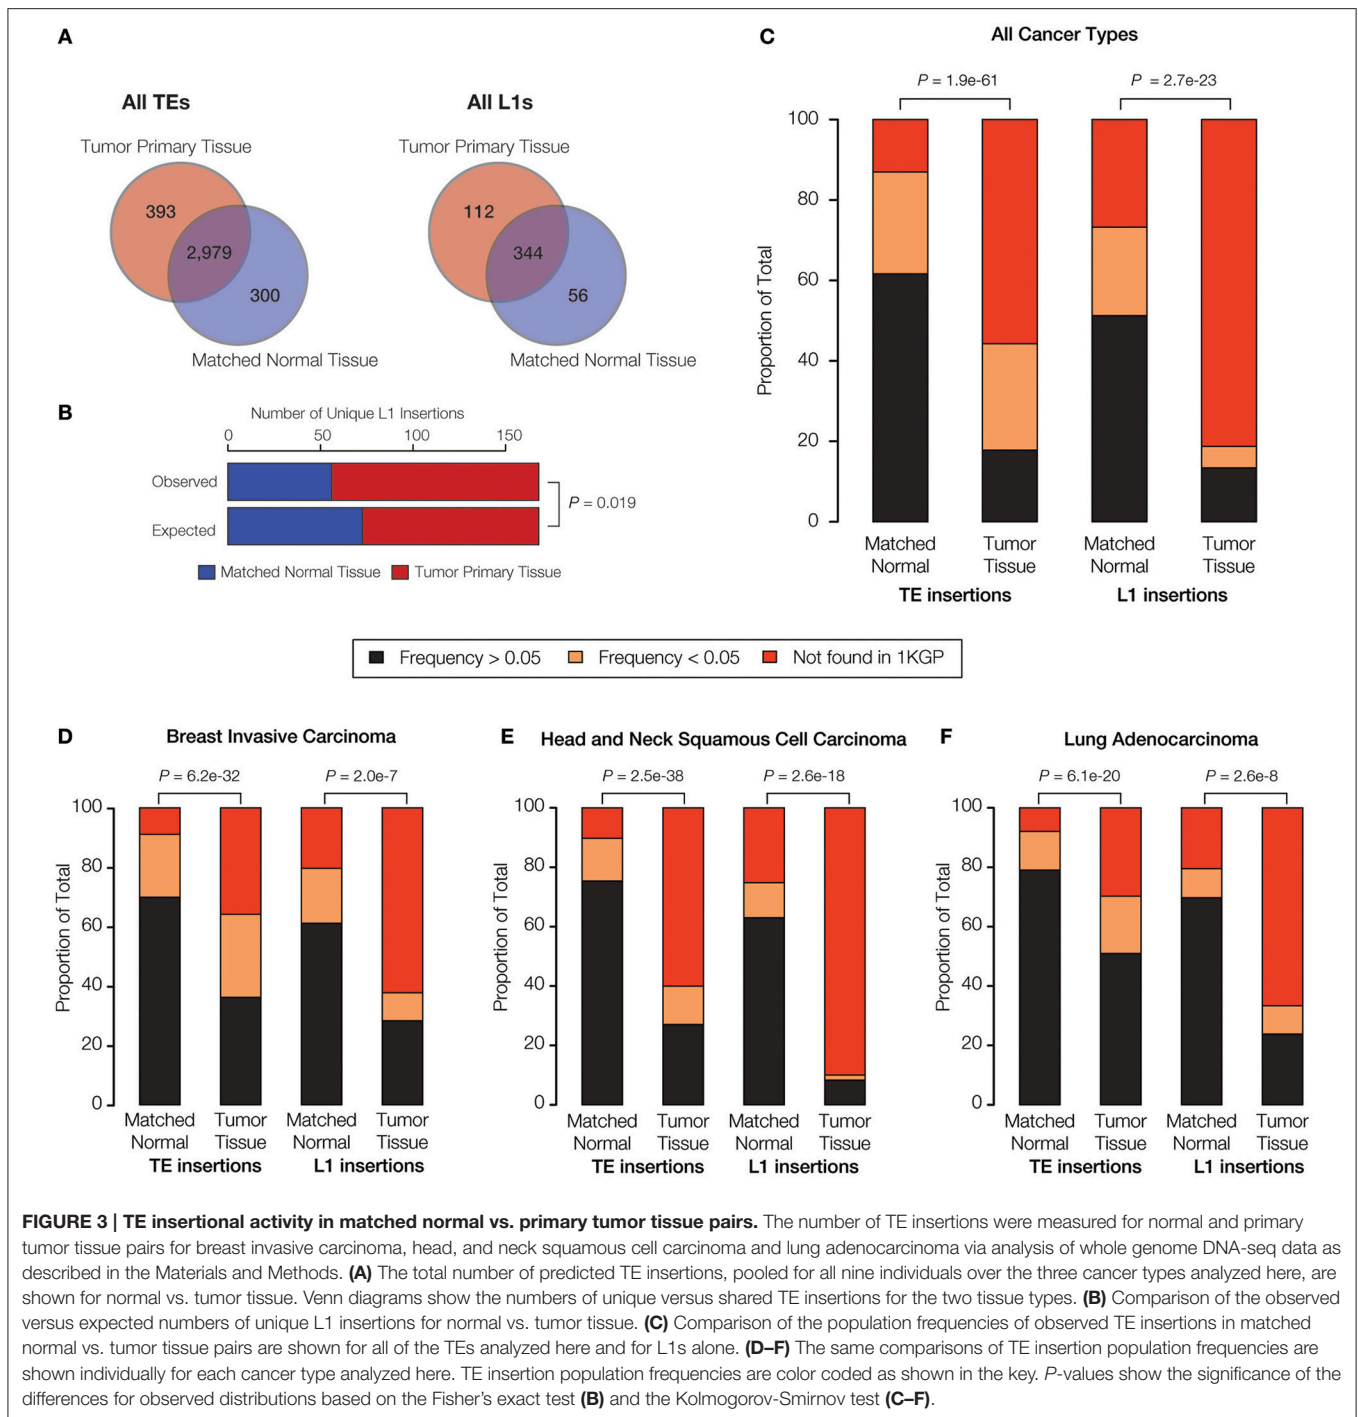 A
All TEs
Tumor Primary Tissue
393
2,979
300
Matched Normal Tissue
All L1s
Tumor Primary Tissue
112
344
56
Matched Normal Tissue
B
Number of Unique L1 Insertions
0 50 100 150
Observed
Expected
P = 0.019
Matched Normal Tissue Tumor Primary Tissue
C
All Cancer Types
P = 1.9e-61 P = 2.7e-23
Proportion of Total
100
80
60
40
20
0
Matched Tumor Matched Tumor
Normal Tissue Normal Tissue
TE insertions L1 insertions
Frequency > 0.05 Frequency < 0.05 Not found in 1KGP
D
Breast Invasive Carcinoma
P = 6.2e-32 P = 2.0e-7
Proportion of Total
100
80
60
40
20
0
Matched Tumor Matched Tumor
Normal Tissue Normal Tissue
TE insertions L1 insertions
E
Head and Neck Squamous Cell Carcinoma
P = 2.5e-38 P = 2.6e-18
Proportion of Total
100
80
60
40
20
0
Matched Tumor Matched Tumor
Normal Tissue Normal Tissue
TE insertions L1 insertions
F
Lung Adenocarcinoma
P = 6.1e-20 P = 2.6e-8
Proportion of Total
100
80
60
40
20
0
Matched Tumor Matched Tumor
Normal Tissue Normal Tissue
TE insertions L1 insertions
FIGURE 3 | TE insertional activity in matched normal vs. primary tumor tissue pairs. The number of TE insertions were measured for normal and primary
tumor tissue pairs for breast invasive carcinoma, head, and neck squamous cell carcinoma and lung adenocarcinoma via analysis of whole genome DNA-seq data as
described in the Materials and Methods. (A) The total number of predicted TE insertions, pooled for all nine individuals over the three cancer types analyzed here, are
shown for normal vs. tumor tissue. Venn diagrams show the numbers of unique versus shared TE insertions for the two tissue types. (B) Comparison of the observed
versus expected numbers of unique L1 insertions for normal vs. tumor tissue. (C) Comparison of the population frequencies of observed TE insertions in matched
normal vs. tumor tissue pairs are shown for all of the TEs analyzed here and for L1s alone. (D–F) The same comparisons of TE insertion population frequencies are
shown individually for each cancer type analyzed here. TE insertion population frequencies are color coded as shown in the key. P-values show the significance of the
differences for observed distributions based on the Fisher's exact test (B) and the Kolmogorov-Smirnov test (C–F).